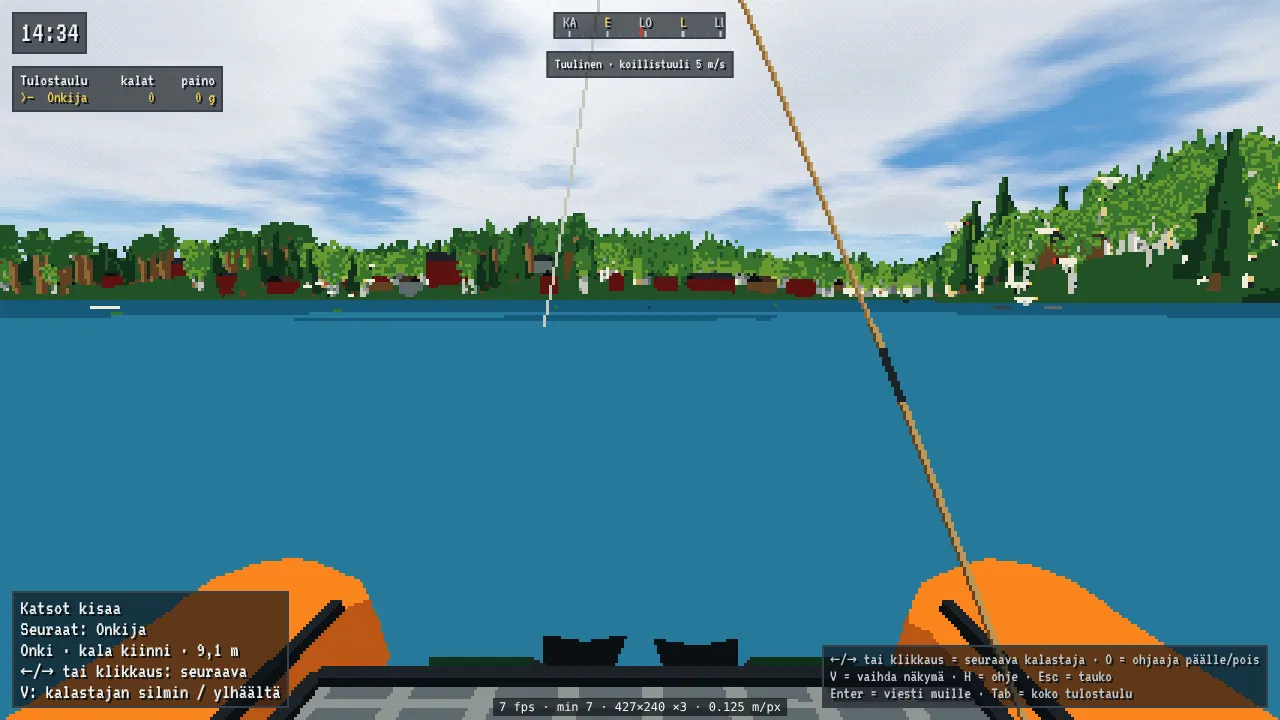 14:34
KA E LO L LU
Tuulinen · koillistuuli 5 m/s
Tulostaulu kalat paino
>— Onkija 0 0 g
Katsot kisaa
Seuraat: Onkija
Onki · kala kiinni · 9,1 m
←/→ tai klikkaus: seuraava
V: kalastajan silmin / ylhäältä
←/→ tai klikkaus = seuraava kalastaja · O = ohjaaja päälle/pois
V = vaihda näkymä · H = ohje · Esc = tauko
Enter = viesti muille · Tab = koko tulostaulu
7 fps · min 7 · 427×240 ×3 · 0.125 m/px